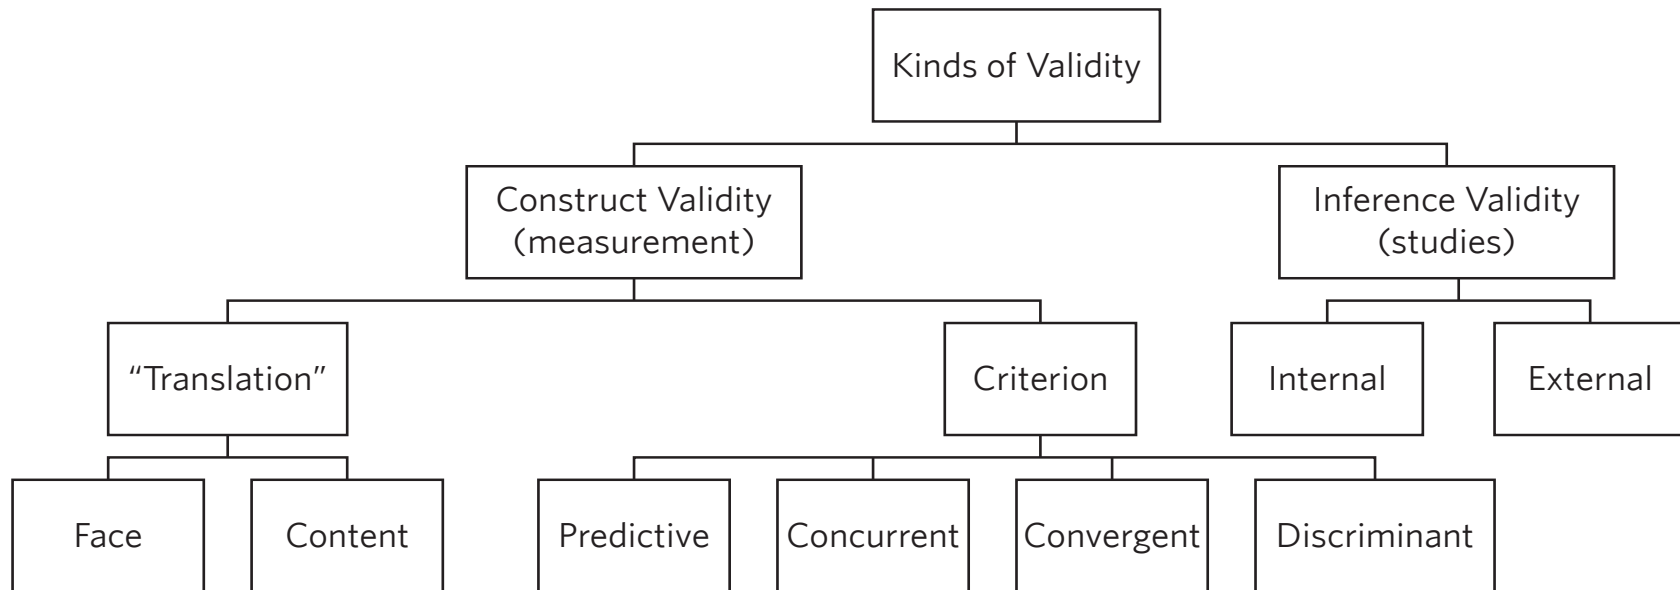 Kinds of Validity
Construct Validity
(measurement)
Inference Validity
(studies)
“Translation”
Criterion
Internal
External
Face
Content
Predictive
Concurrent
Convergent
Discriminant